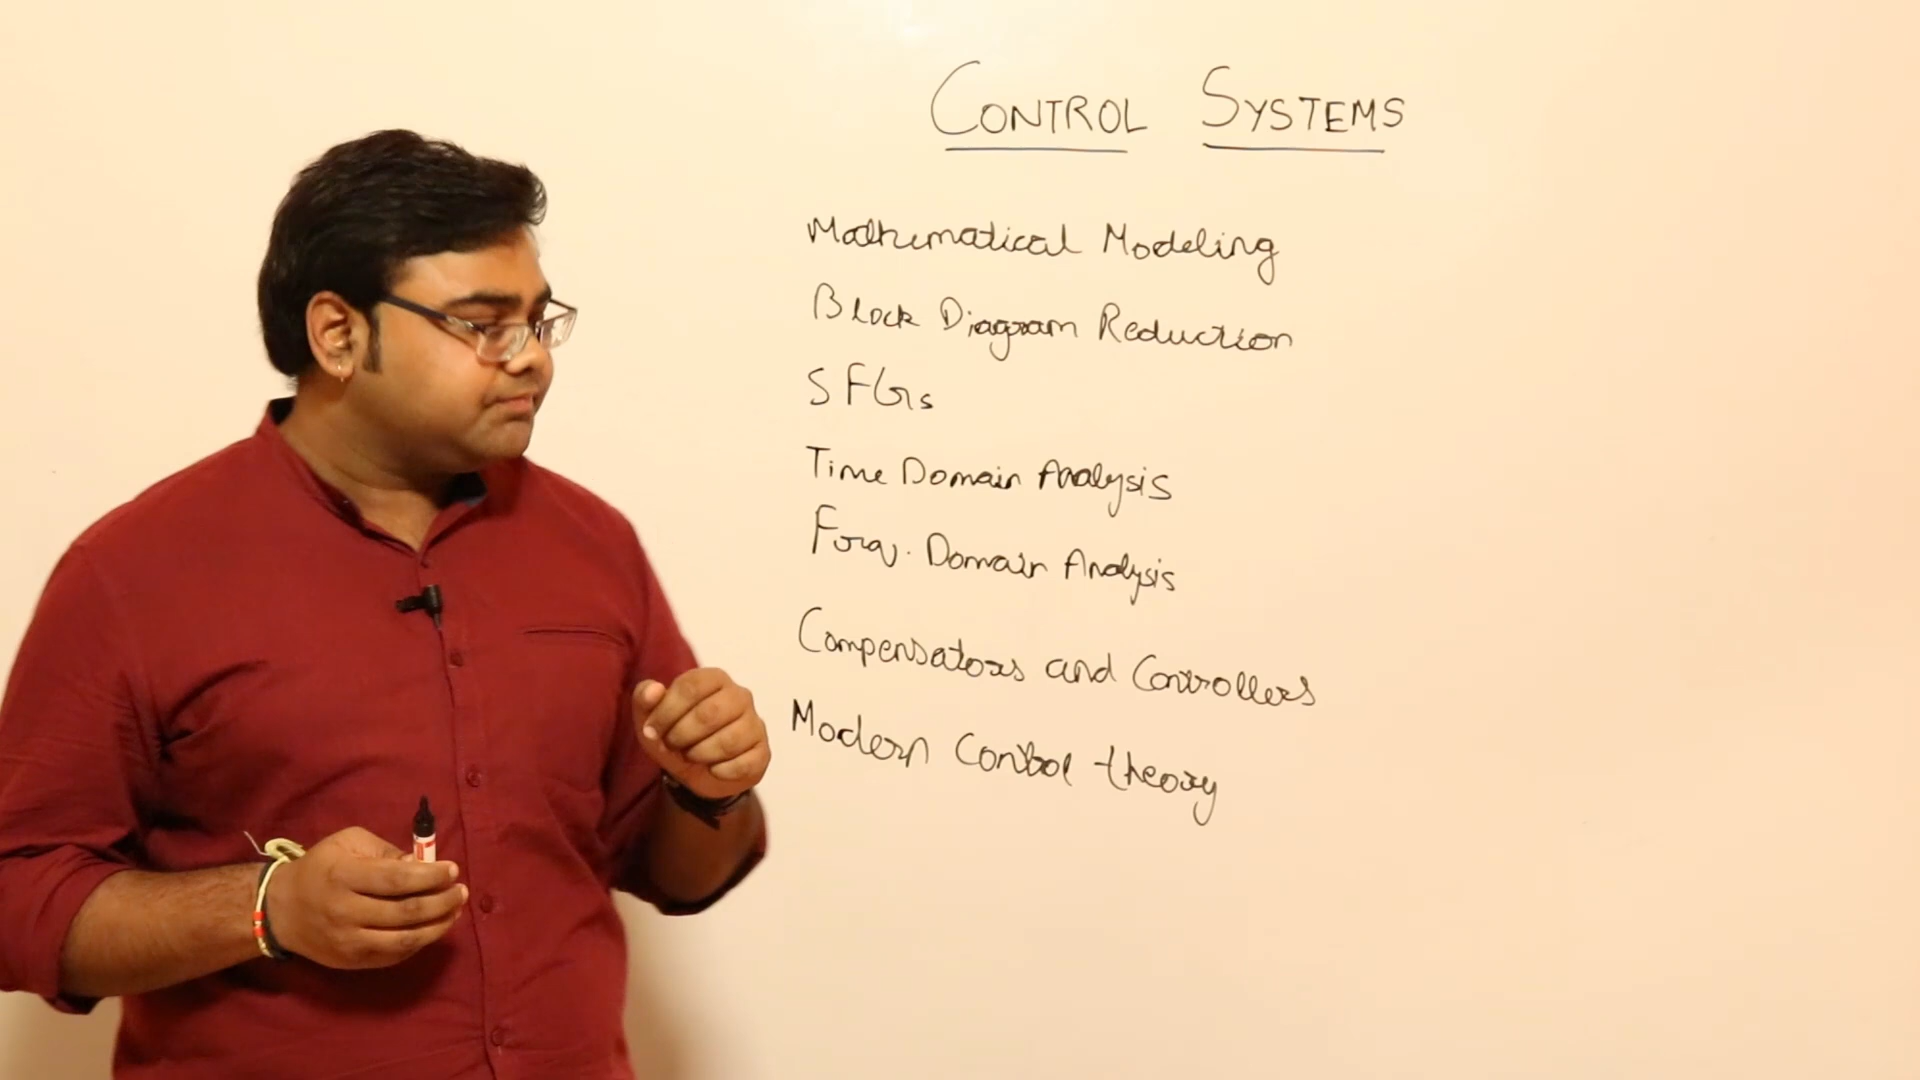 CONTROL SYSTEMS
Mathematical Modeling
Block Diagram Reduction
SFGs
Time Domain Analysis
Freq. Domain Analysis
Compensators and Controllers
Modern Control theory